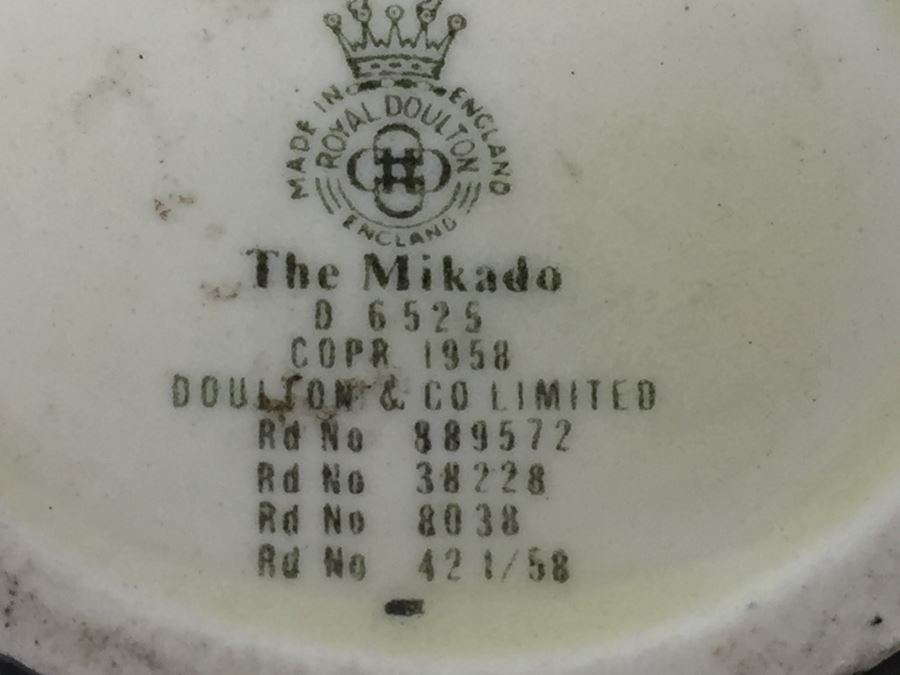 MADE IN ENGLAND
ROYAL DOULTON
ENGLAND
The Mikado
D 6525
COPR 1958
DOULTON & CO LIMITED
Rd No 889572
Rd No 38228
Rd No 8038
Rd No 421/58